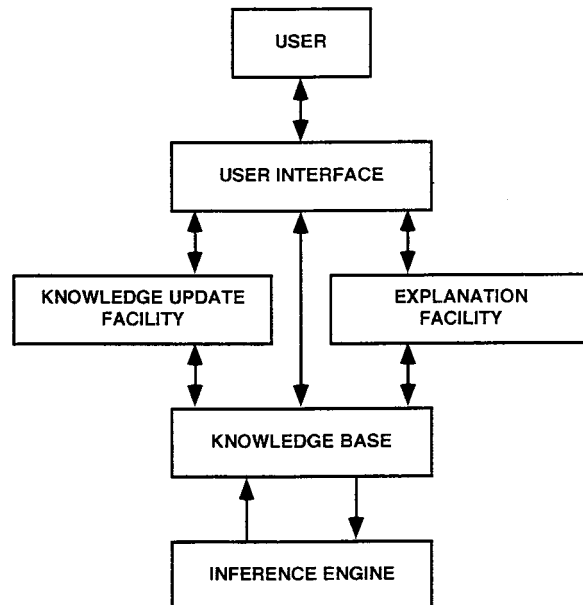 USER
USER INTERFACE
KNOWLEDGE UPDATE
FACILITY
EXPLANATION
FACILITY
KNOWLEDGE BASE
INFERENCE ENGINE